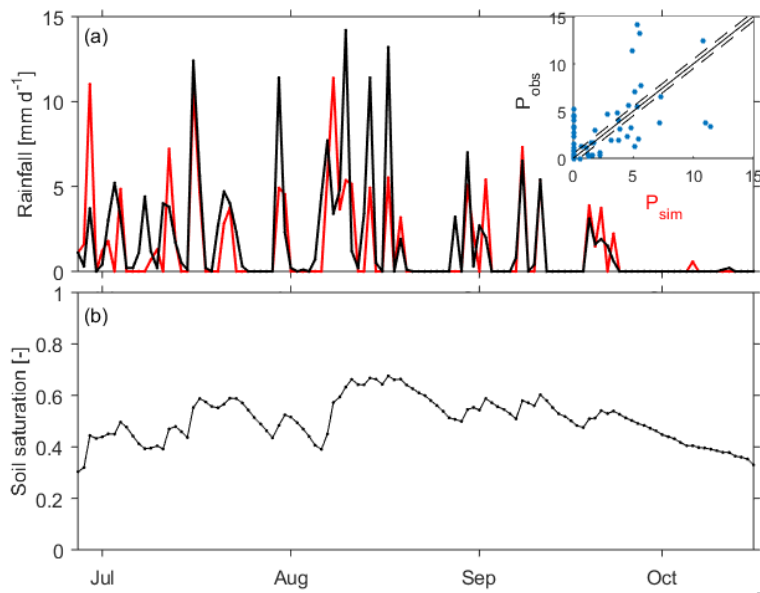 (a)
Rainfall [mm d⁻¹]
15
10
5
0
P_obs
15
10
5
0
0
5
10
15
P_sim
(b)
Soil saturation [-]
1
0.8
0.6
0.4
0.2
0
Jul
Aug
Sep
Oct